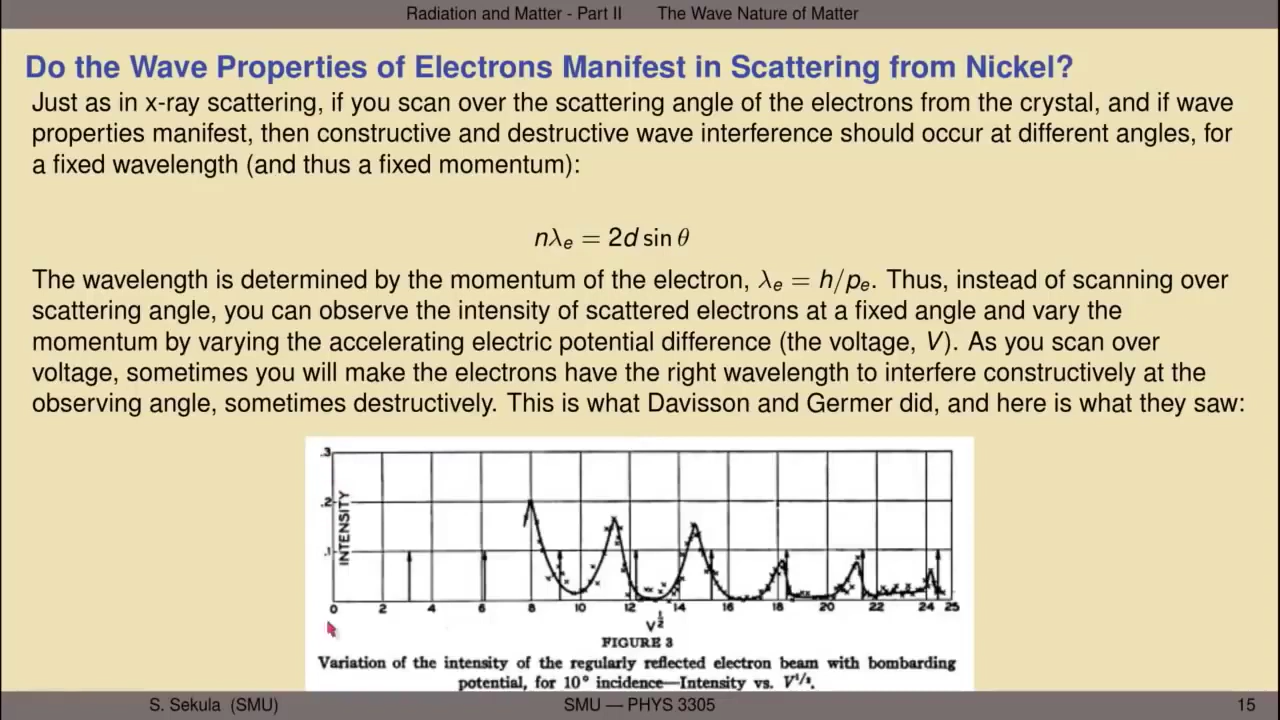 Radiation and Matter - Part II The Wave Nature of Matter
Do the Wave Properties of Electrons Manifest in Scattering from Nickel?
Just as in x-ray scattering, if you scan over the scattering angle of the electrons from the crystal, and if wave
properties manifest, then constructive and destructive wave interference should occur at different angles, for
a fixed wavelength (and thus a fixed momentum):
nλₑ = 2d sin θ
The wavelength is determined by the momentum of the electron, λₑ = h/pₑ. Thus, instead of scanning over
scattering angle, you can observe the intensity of scattered electrons at a fixed angle and vary the
momentum by varying the accelerating electric potential difference (the voltage, V). As you scan over
voltage, sometimes you will make the electrons have the right wavelength to interfere constructively at the
observing angle, sometimes destructively. This is what Davisson and Germer did, and here is what they saw:
.3
.2
.1
INTENSITY
0 2 4 6 8 10 12 14 16 18 20 22 24 25
V½
FIGURE 3
Variation of the intensity of the regularly reflected electron beam with bombarding
potential, for 10° incidence—Intensity vs. V¹/².
S. Sekula (SMU) SMU — PHYS 3305 15